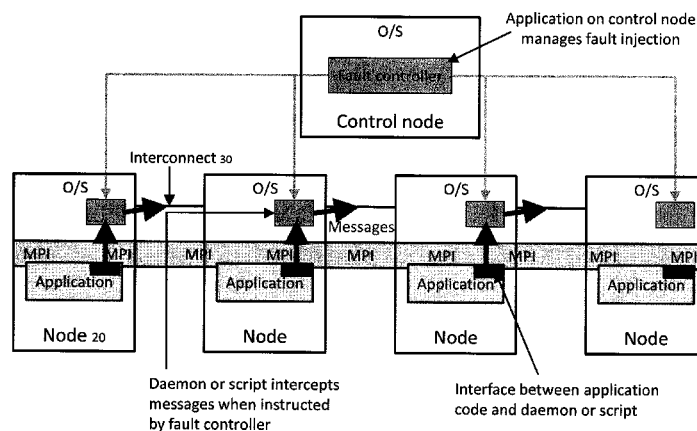 O/S
Application on control node
manages fault injection
Fault controller
Control node
Interconnect 30
O/S
O/S
O/S
O/S
Messages
MPI MPI MPI MPI MPI MPI MPI MPI
Application Application Application Application
Node 20
Node
Node
Node
Daemon or script intercepts
messages when instructed
by fault controller
Interface between application
code and daemon or script